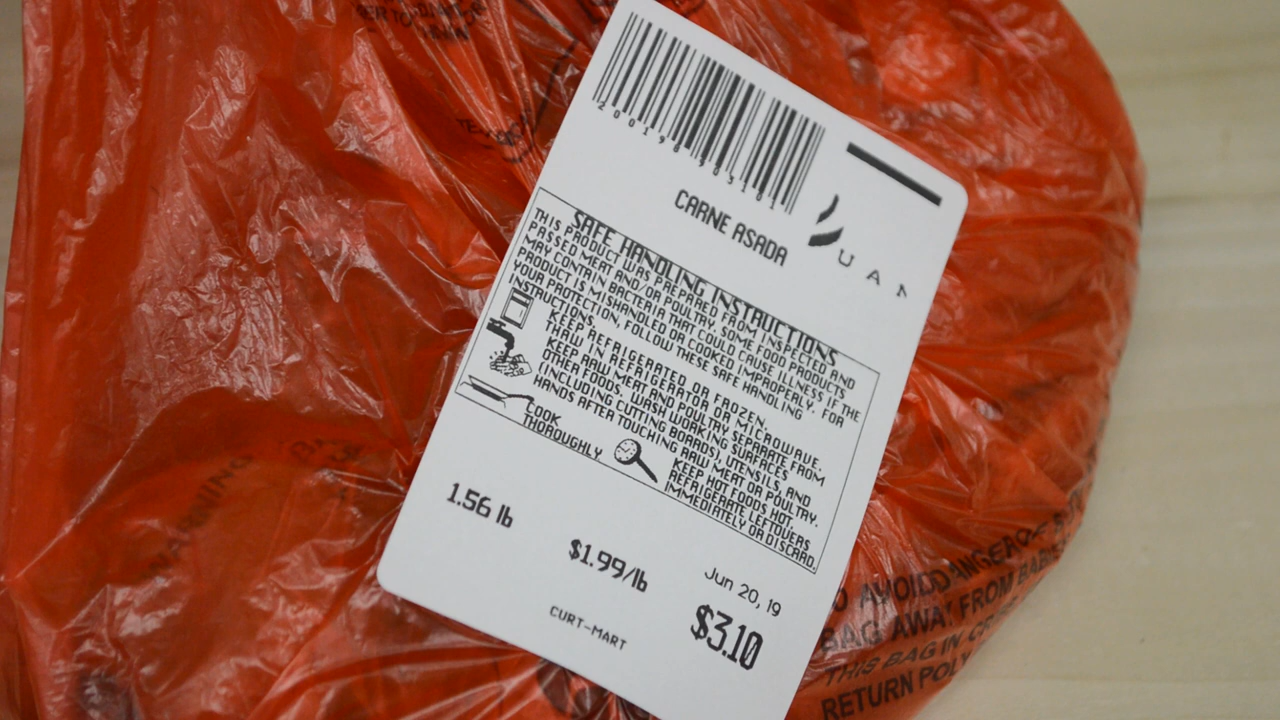 CARNE ASADA
UAN
SAFE HANDLING INSTRUCTIONS
THIS PRODUCT WAS PREPARED FROM INSPECTED AND
PASSED MEAT AND/OR POULTRY. SOME FOOD PRODUCTS
MAY CONTAIN BACTERIA THAT COULD CAUSE ILLNESS IF THE
PRODUCT IS MISHANDLED OR COOKED IMPROPERLY. FOR
YOUR PROTECTION, FOLLOW THESE SAFE HANDLING
INSTRUCTIONS.
KEEP REFRIGERATED OR FROZEN.
THAW IN REFRIGERATOR OR MICROWAVE.
KEEP RAW MEAT AND POULTRY SEPARATE FROM
OTHER FOODS. WASH WORKING SURFACES
(INCLUDING CUTTING BOARDS), UTENSILS, AND
HANDS AFTER TOUCHING RAW MEAT OR POULTRY.
COOK
THOROUGHLY
KEEP HOT FOODS HOT.
REFRIGERATE LEFTOVERS
IMMEDIATELY OR DISCARD.
1.56 lb
$1.99/lb
Jun 20, 19
$3.10
CURT-MART
WARNING
TO AVOID DANGER OF
BAG AWAY FROM
THIS BAG IN
RETURN